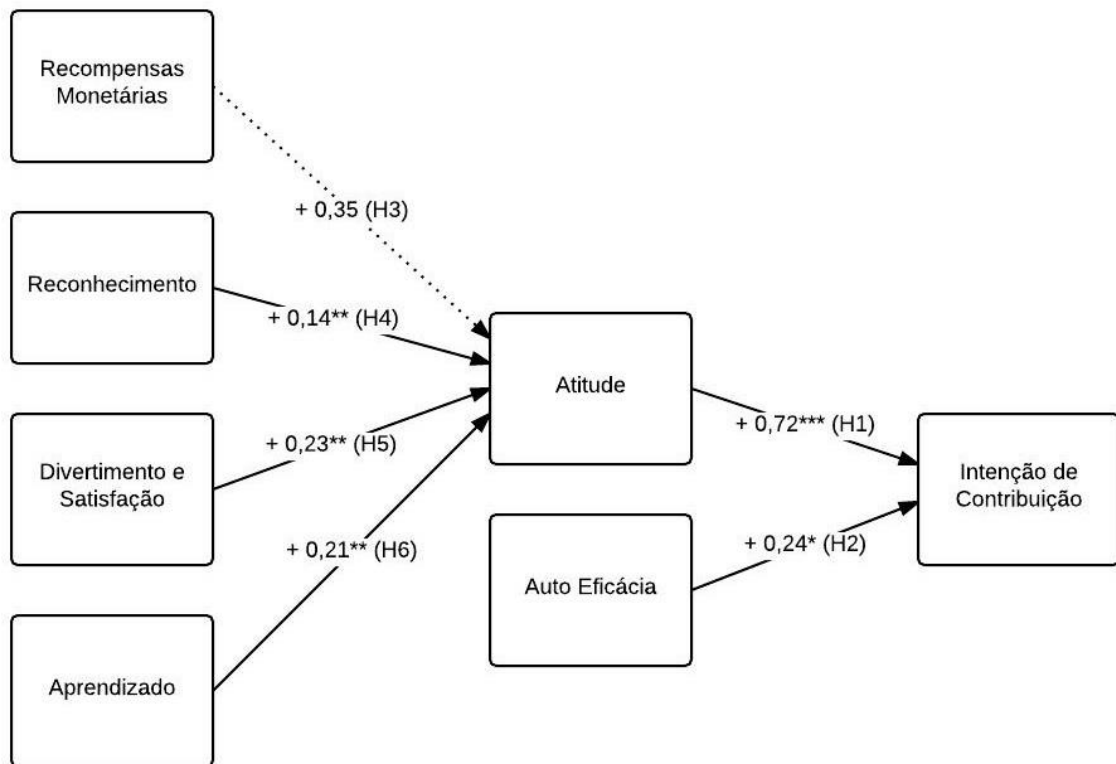 Recompensas
Monetárias
+ 0,35 (H3)
Reconhecimento
+ 0,14** (H4)
Atitude
+ 0,72*** (H1)
Divertimento e
Satisfação
+ 0,23** (H5)
Intenção de
Contribuição
+ 0,21** (H6)
+ 0,24* (H2)
Auto Eficácia
Aprendizado